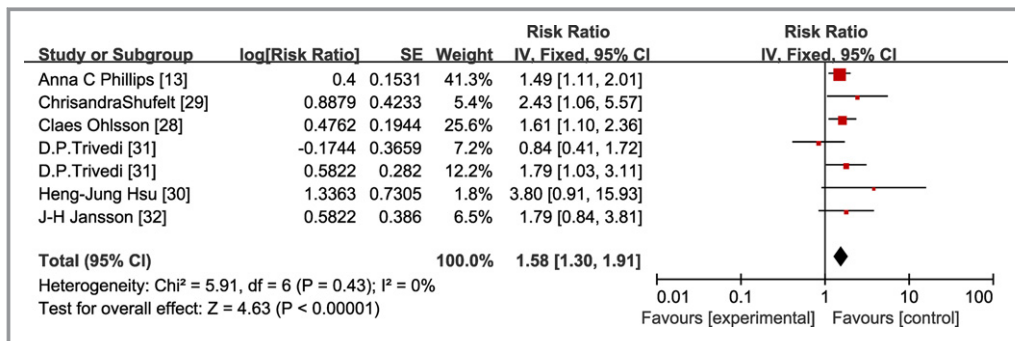 Risk Ratio Risk Ratio
Study or Subgroup log[Risk Ratio] SE Weight IV, Fixed, 95% CI IV, Fixed, 95% CI
Anna C Phillips [13] 0.4 0.1531 41.3% 1.49 [1.11, 2.01]
ChrisandraShufelt [29] 0.8879 0.4233 5.4% 2.43 [1.06, 5.57]
Claes Ohlsson [28] 0.4762 0.1944 25.6% 1.61 [1.10, 2.36]
D.P.Trivedi [31] -0.1744 0.3659 7.2% 0.84 [0.41, 1.72]
D.P.Trivedi [31] 0.5822 0.282 12.2% 1.79 [1.03, 3.11]
Heng-Jung Hsu [30] 1.3363 0.7305 1.8% 3.80 [0.91, 15.93]
J-H Jansson [32] 0.5822 0.386 6.5% 1.79 [0.84, 3.81]
Total (95% CI) 100.0% 1.58 [1.30, 1.91]
Heterogeneity: Chi² = 5.91, df = 6 (P = 0.43); I² = 0%
Test for overall effect: Z = 4.63 (P < 0.00001)
0.01 0.1 1 10 100
Favours [experimental] Favours [control]